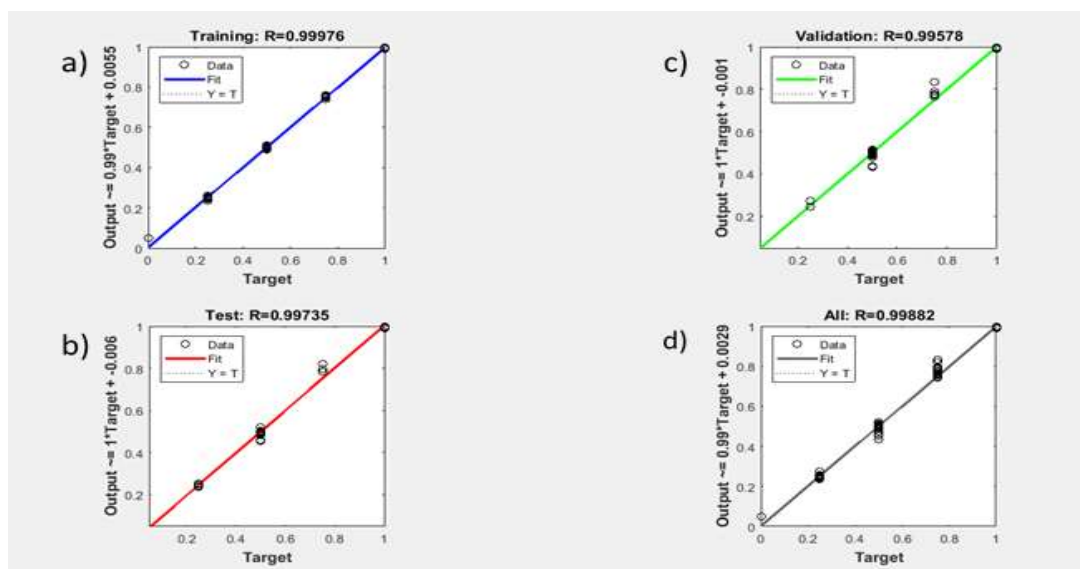 a)
Training: R=0.99976
Output ~= 0.99*Target + 0.0055
1
0.8
0.6
0.4
0.2
0
Data
Fit
Y = T
0 0.2 0.4 0.6 0.8 1
Target
c)
Validation: R=0.99578
Output ~= 1*Target + -0.001
1
0.8
0.6
0.4
0.2
Data
Fit
Y = T
0.2 0.4 0.6 0.8 1
Target
b)
Test: R=0.99735
Output ~= 1*Target + -0.006
1
0.8
0.6
0.4
0.2
Data
Fit
Y = T
0.2 0.4 0.6 0.8 1
Target
d)
All: R=0.99882
Output ~= 0.99*Target + 0.0029
1
0.8
0.6
0.4
0.2
0
Data
Fit
Y = T
0 0.2 0.4 0.6 0.8 1
Target